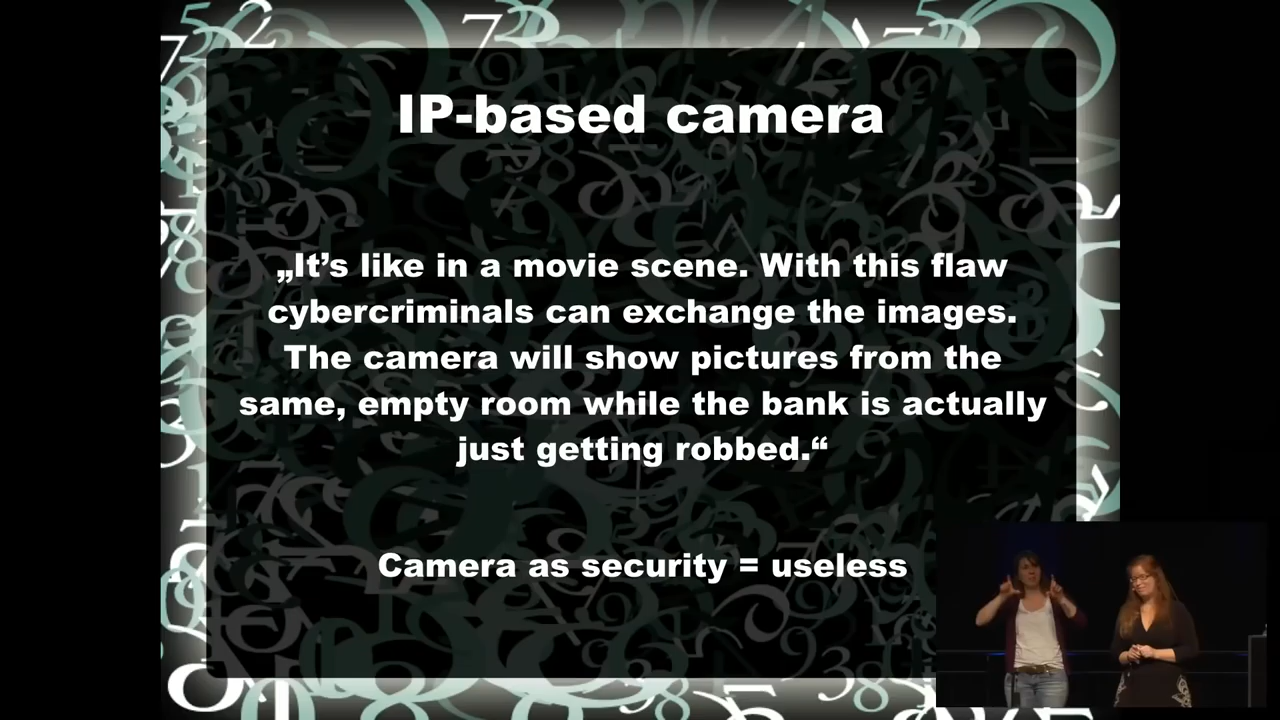 IP-based camera
„It’s like in a movie scene. With this flaw
cybercriminals can exchange the images.
The camera will show pictures from the
same, empty room while the bank is actually
just getting robbed.“
Camera as security = useless